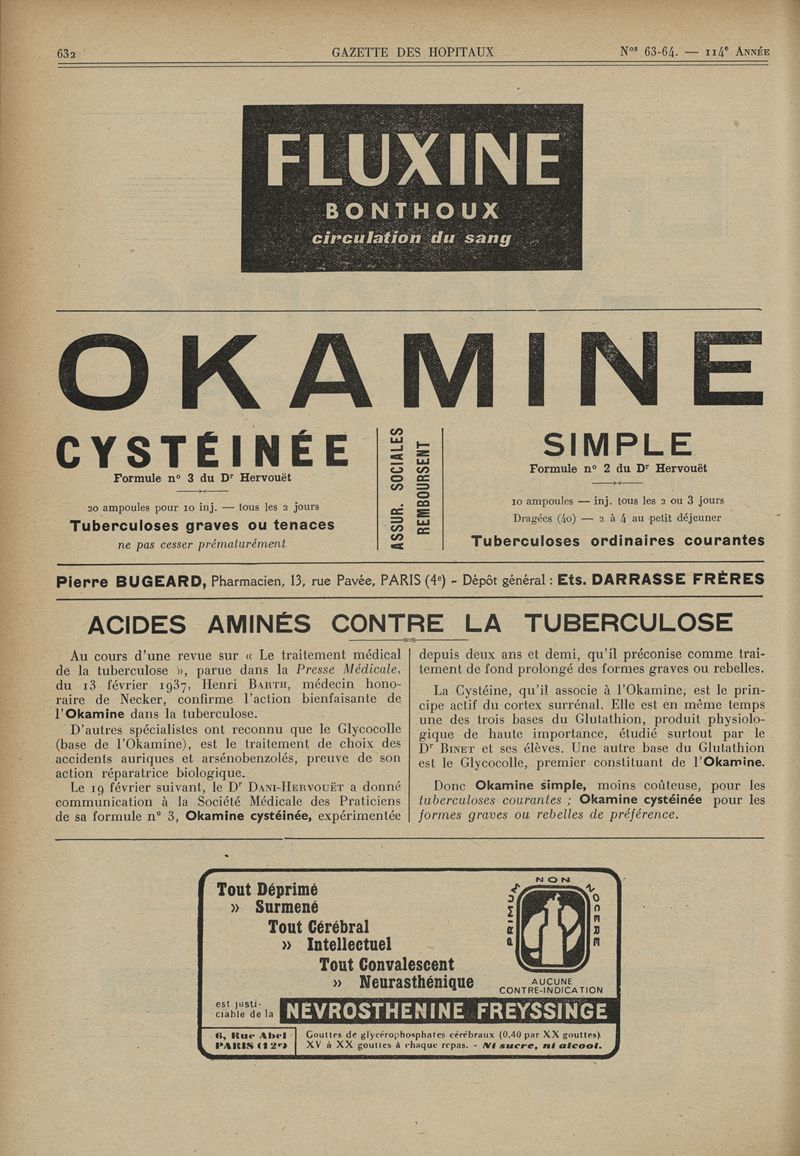 632
GAZETTE DES HOPITAUX
Nos 63-64. — 114e ANNÉE
FLUXINE
BONTHOUX
circulation du sang
OKAMINE
CYSTÉINÉE
Formule n° 3 du Dr Hervouët
20 ampoules pour 10 inj. — tous les 2 jours
Tuberculoses graves ou tenaces
ne pas cesser prématurément
ASSUR. SOCIALES
REMBOURSENT
SIMPLE
Formule n° 2 du Dr Hervouët
10 ampoules — inj. tous les 2 ou 3 jours
Dragées (40) — 2 à 4 au petit déjeuner
Tuberculoses ordinaires courantes
Pierre BUGEARD, Pharmacien, 13, rue Pavée, PARIS (4e) - Dépôt général : Ets. DARRASSE FRÈRES
ACIDES AMINÉS CONTRE LA TUBERCULOSE
Au cours d'une revue sur « Le traitement médical
de la tuberculose », parue dans la Presse Médicale,
du 13 février 1937, Henri BARTH, médecin hono-
raire de Necker, confirme l'action bienfaisante de
l'Okamine dans la tuberculose.
D'autres spécialistes ont reconnu que le Glycocolle
(base de l'Okamine), est le traitement de choix des
accidents auriques et arsénobenzolés, preuve de son
action réparatrice biologique.
Le 19 février suivant, le Dr DANI-HERVOUËT a donné
communication à la Société Médicale des Praticiens
de sa formule n° 3, Okamine cystéinée, expérimentée
depuis deux ans et demi, qu'il préconise comme trai-
tement de fond prolongé des formes graves ou rebelles.
La Cystéine, qu'il associe à l'Okamine, est le prin-
cipe actif du cortex surrénal. Elle est en même temps
une des trois bases du Glutathion, produit physiolo-
gique de haute importance, étudié surtout par le
Dr BINET et ses élèves. Une autre base du Glutathion
est le Glycocolle, premier constituant de l'Okamine.
Donc Okamine simple, moins coûteuse, pour les
tuberculoses courantes ; Okamine cystéinée pour les
formes graves ou rebelles de préférence.
Tout Déprimé
» Surmené
Tout Cérébral
» Intellectuel
Tout Convalescent
» Neurasthénique
PRIMUM NON NOCERE
AUCUNE
CONTRE-INDICATION
est justi-
ciable de la
NÉVROSTHÉNINE FREYSSINGE
6, Rue Abel
PARIS (12e)
Gouttes de glycérophosphates cérébraux (0,40 par XX gouttes)
XV à XX gouttes à chaque repas. - Ni sucre, ni alcool.